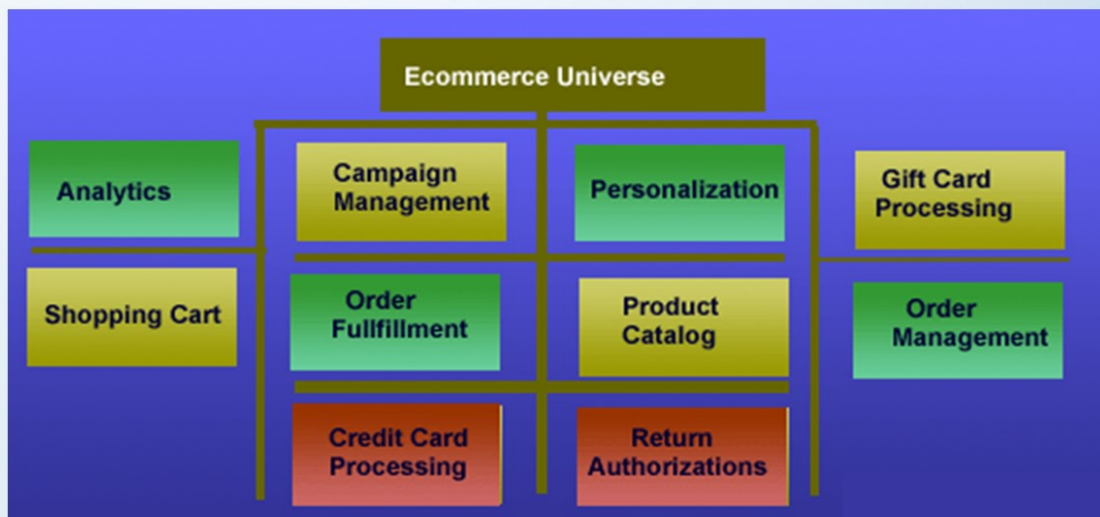 Ecommerce Universe
Analytics
Campaign
Management
Personalization
Gift Card
Processing
Shopping Cart
Order
Fullfillment
Product
Catalog
Order
Management
Credit Card
Processing
Return
Authorizations